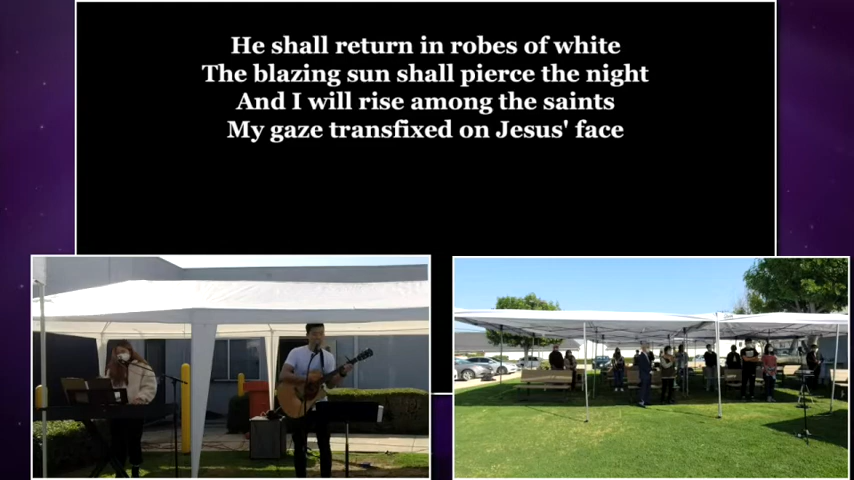 He shall return in robes of white
The blazing sun shall pierce the night
And I will rise among the saints
My gaze transfixed on Jesus' face